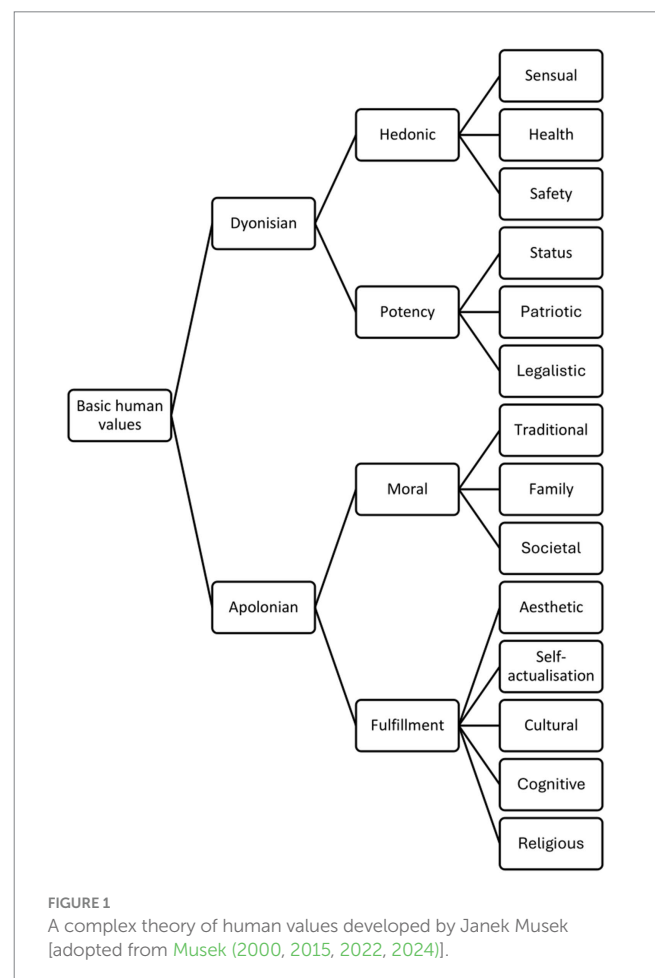 Sensual
Hedonic
Health
Safety
Dyonisian
Status
Potency
Patriotic
Legalistic
Basic human
values
Traditional
Moral
Family
Societal
Apolonian
Aesthetic
Self-
actualisation
Fulfillment
Cultural
Cognitive
Religious
FIGURE 1
A complex theory of human values developed by Janek Musek
[adopted from Musek (2000, 2015, 2022, 2024)].